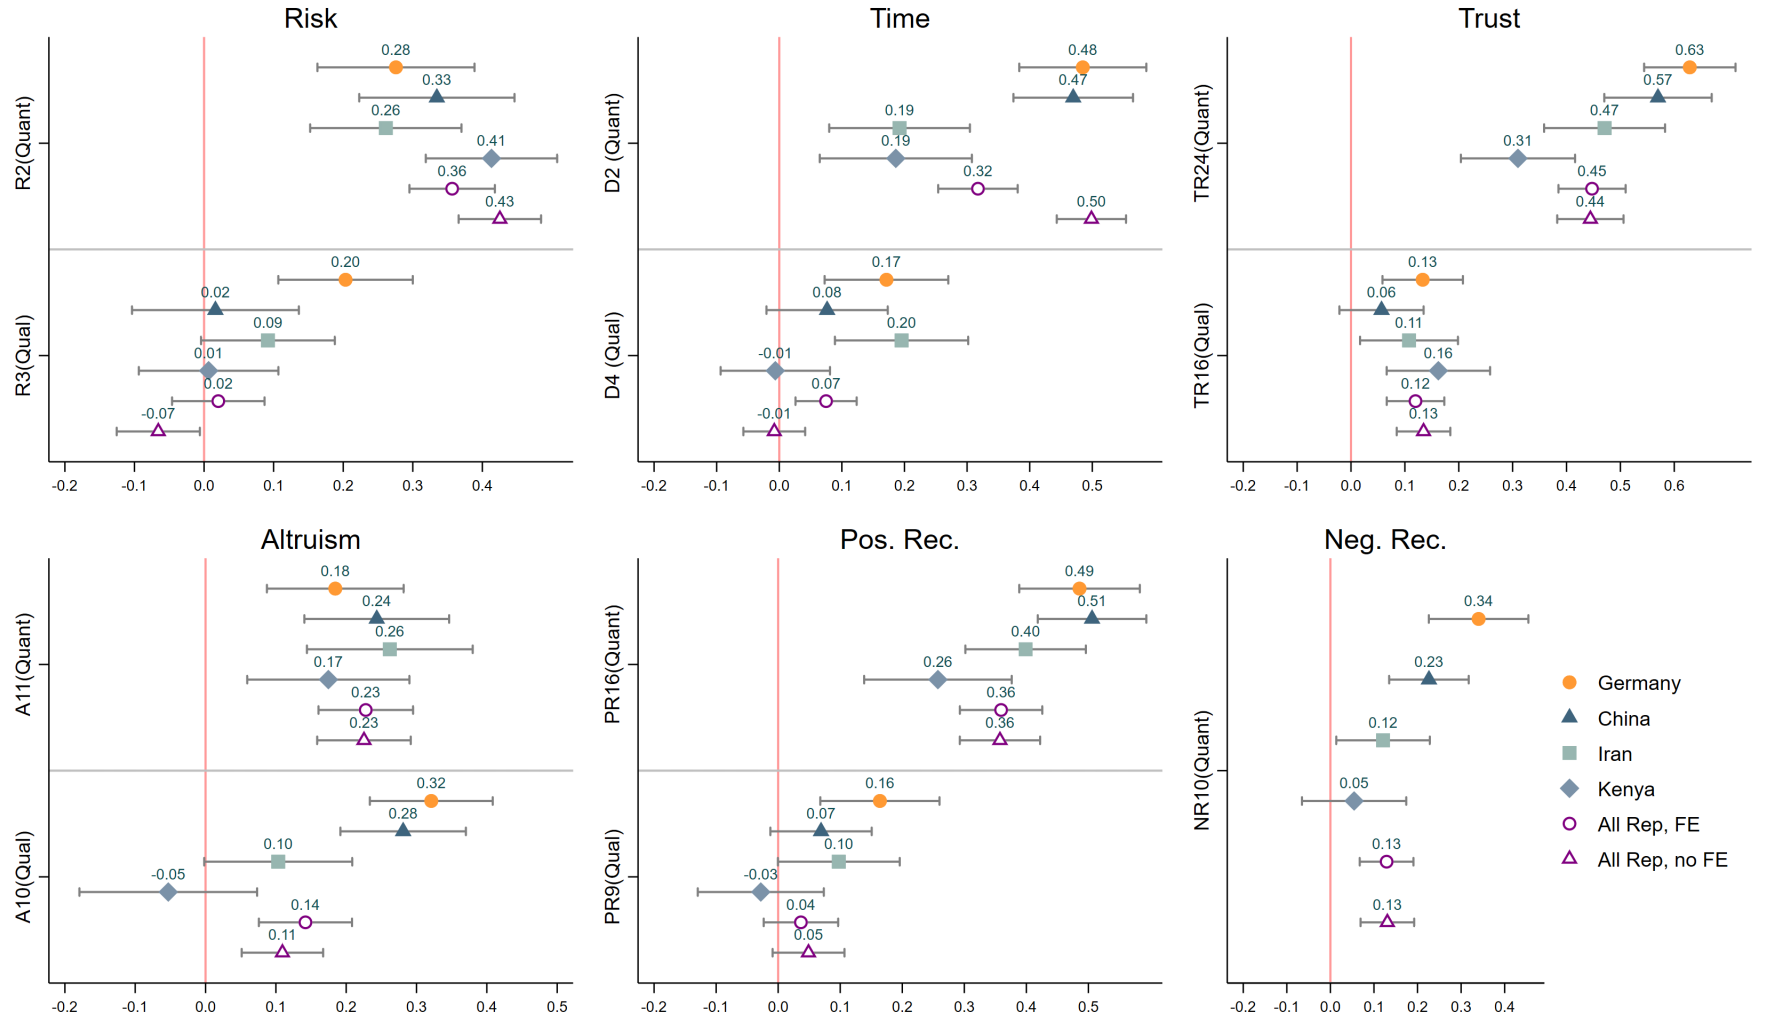 Risk
R2(Quant)
0.28
0.33
0.26
0.41
0.36
0.43
R3(Qual)
0.20
0.02
0.09
0.01
0.02
-0.07
-0.2 -0.1 0.0 0.1 0.2 0.3 0.4
Time
D2 (Quant)
0.48
0.47
0.19
0.19
0.32
0.50
D4 (Qual)
0.17
0.08
0.20
-0.01
0.07
-0.01
-0.2 -0.1 0.0 0.1 0.2 0.3 0.4 0.5
Trust
TR24(Quant)
0.63
0.57
0.47
0.31
0.45
0.44
TR16(Qual)
0.13
0.06
0.11
0.16
0.12
0.13
-0.2 -0.1 0.0 0.1 0.2 0.3 0.4 0.5 0.6
Altruism
A11(Quant)
0.18
0.24
0.26
0.17
0.23
0.23
A10(Qual)
0.32
0.28
0.10
-0.05
0.14
0.11
-0.2 -0.1 0.0 0.1 0.2 0.3 0.4 0.5
Pos. Rec.
PR16(Quant)
0.49
0.51
0.40
0.26
0.36
0.36
PR9(Qual)
0.16
0.07
0.10
-0.03
0.04
0.05
-0.2 -0.1 0.0 0.1 0.2 0.3 0.4 0.5
Neg. Rec.
NR10(Quant)
0.34
0.23
0.12
0.05
0.13
0.13
-0.2 -0.1 0.0 0.1 0.2 0.3 0.4
Germany
China
Iran
Kenya
All Rep, FE
All Rep, no FE